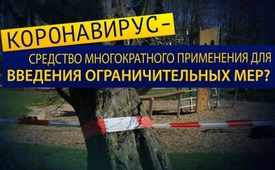 КОРОНАВИРУС-
СРЕДСТВО МНОГОКРАТНОГО ПРИМЕНЕНИЯ ДЛЯ
ВВЕДЕНИЯ ОГРАНИЧИТЕЛЬНЫХ МЕР?